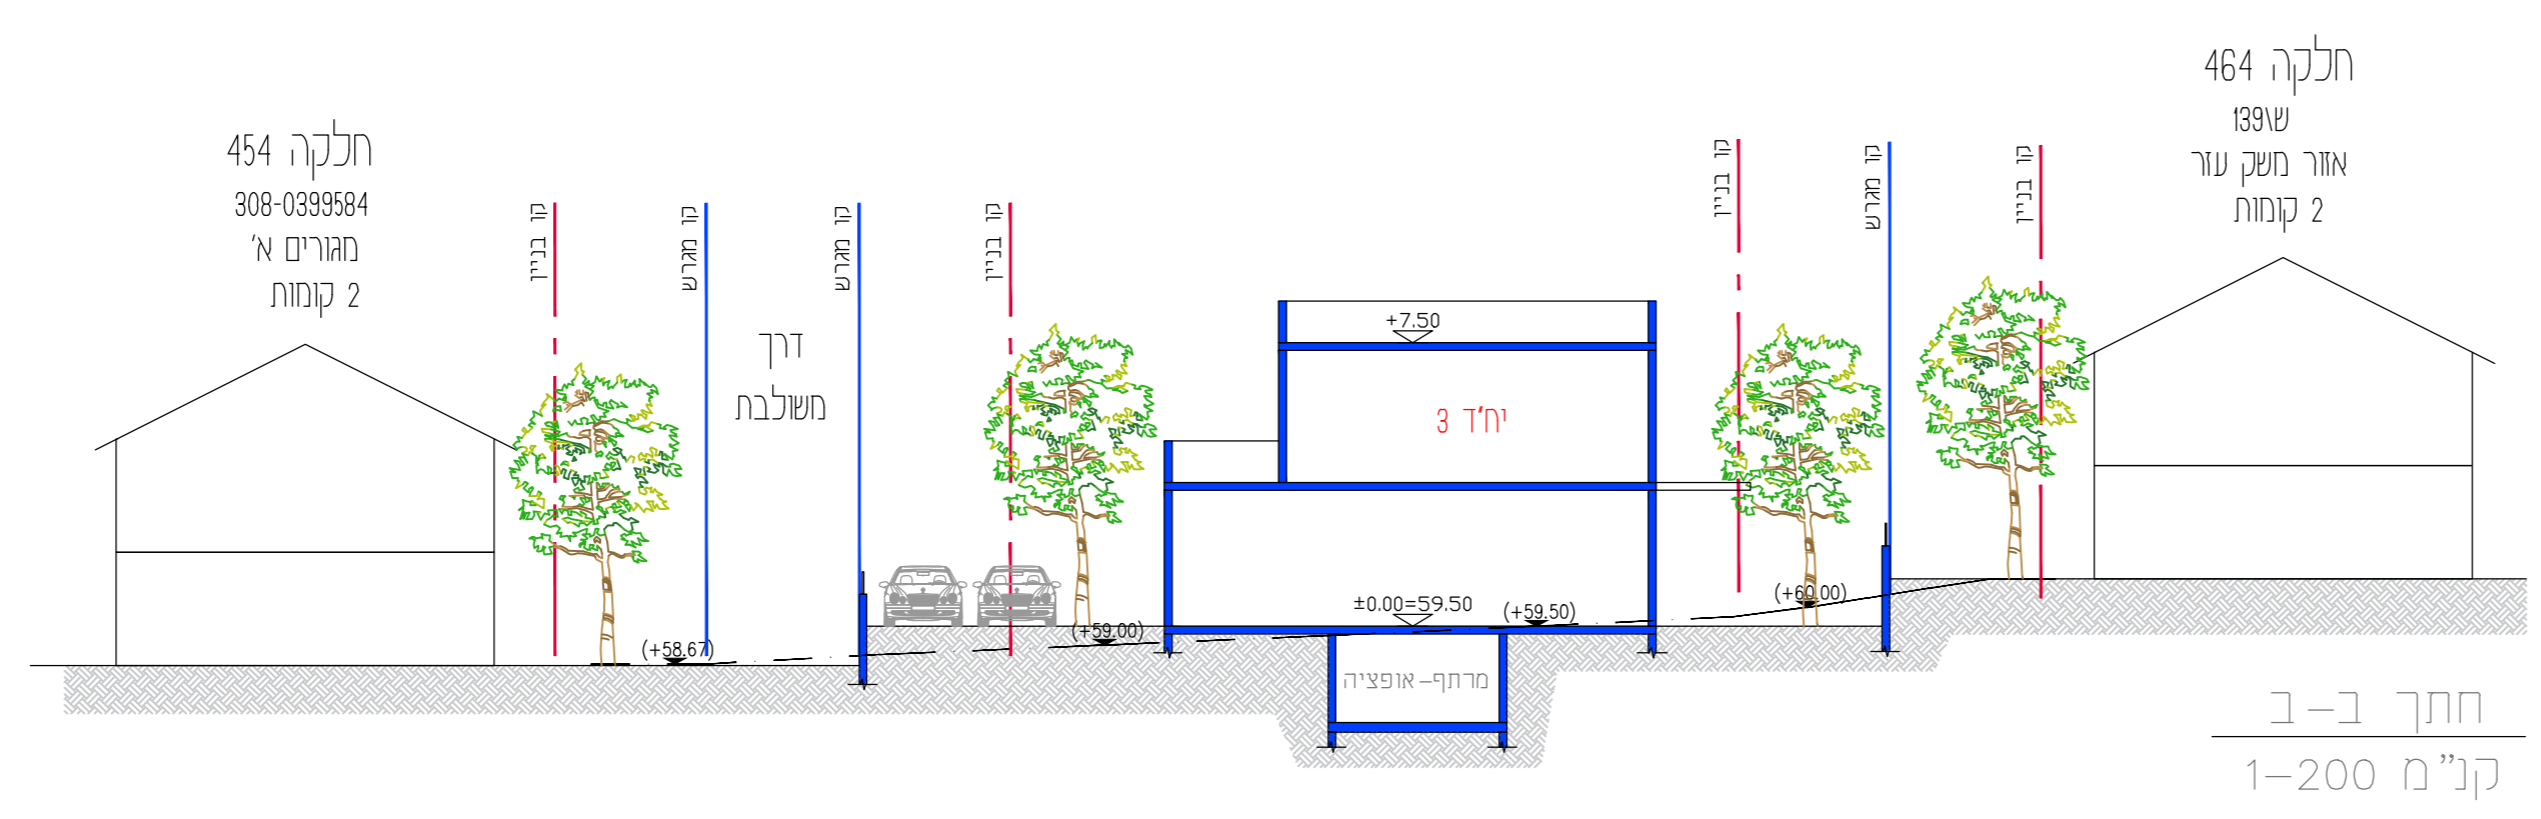 חלקה 464
ש\139
אזור משק עזר
2 קומות
חלקה 454
308-0399584
מגורים א'
2 קומות
קו בניין
קו מגרש
קו מגרש
קו בניין
קו בניין
קו מגרש
קו בניין
דרך
משולבת
+7.50
יח'ד 3
±0.00=59.50
(+59.50)
(+60.00)
(+59.00)
(+58.67)
מרתף-אופציה
חתך ב-ב
קנ"מ 1-200